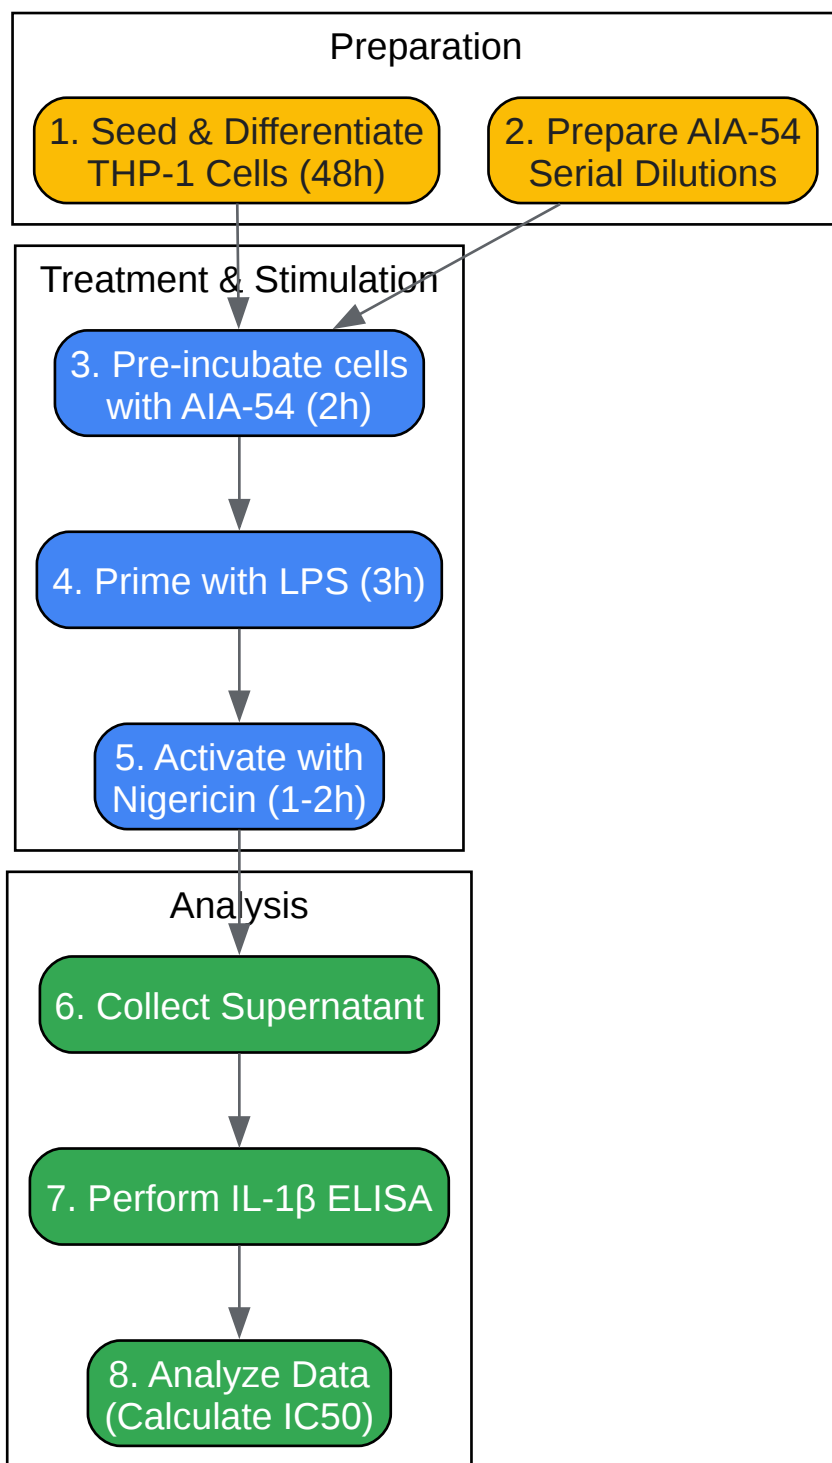 Preparation
1. Seed & Differentiate
THP-1 Cells (48h)
2. Prepare AIA-54
Serial Dilutions
Treatment & Stimulation
3. Pre-incubate cells
with AIA-54 (2h)
4. Prime with LPS (3h)
5. Activate with
Nigericin (1-2h)
Analysis
6. Collect Supernatant
7. Perform IL-1β ELISA
8. Analyze Data
(Calculate IC50)